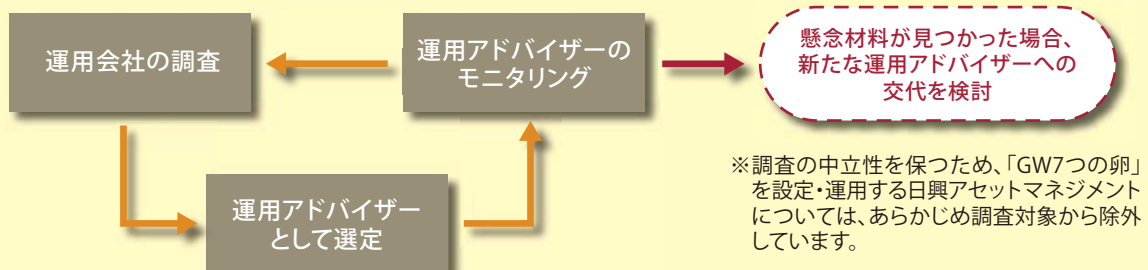 運用会社の調査
運用アドバイザーの
モニタリング
懸念材料が見つかった場合、
新たな運用アドバイザーへの
交代を検討
運用アドバイザー
として選定
※調査の中立性を保つため、「GW7つの卵」
を設定・運用する日興アセットマネジメント
については、あらかじめ調査対象から除外
しています。